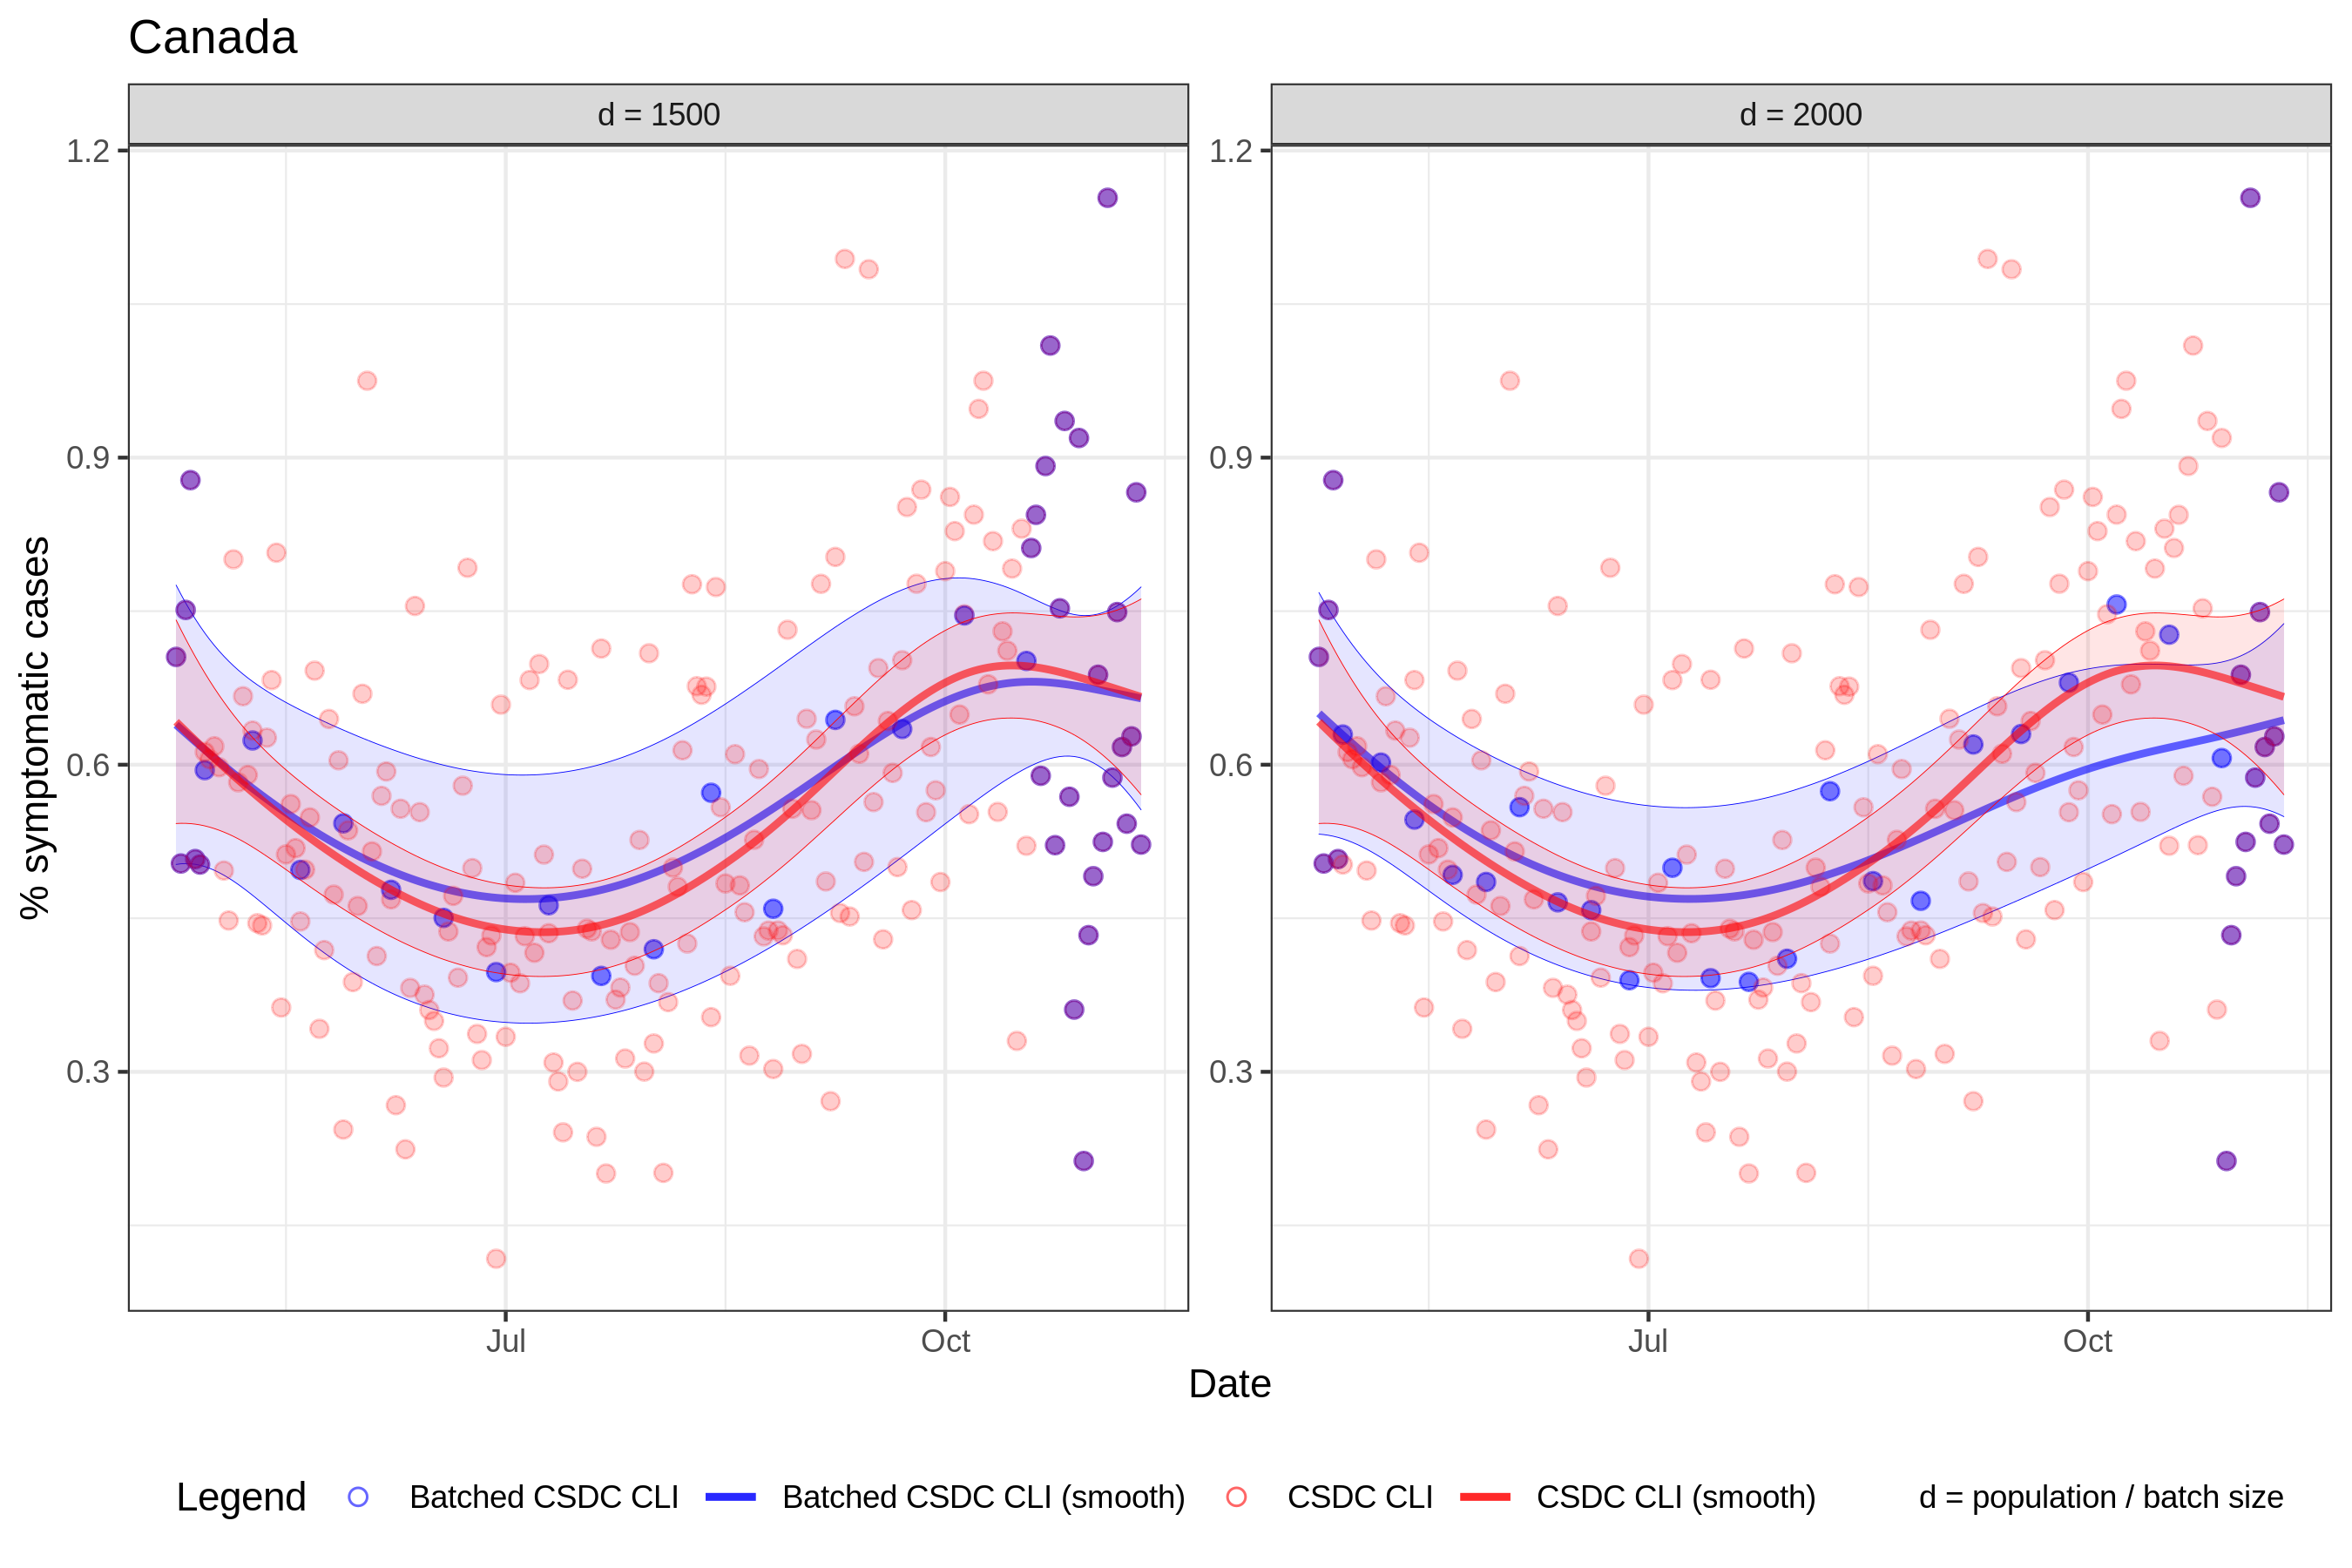 Canada
d = 1500
d = 2000
1.2
0.9
0.6
0.3
1.2
0.9
0.6
0.3
% symptomatic cases
Jul
Oct
Jul
Oct
Date
Legend
Batched CSDC CLI
Batched CSDC CLI (smooth)
CSDC CLI
CSDC CLI (smooth)
d = population / batch size